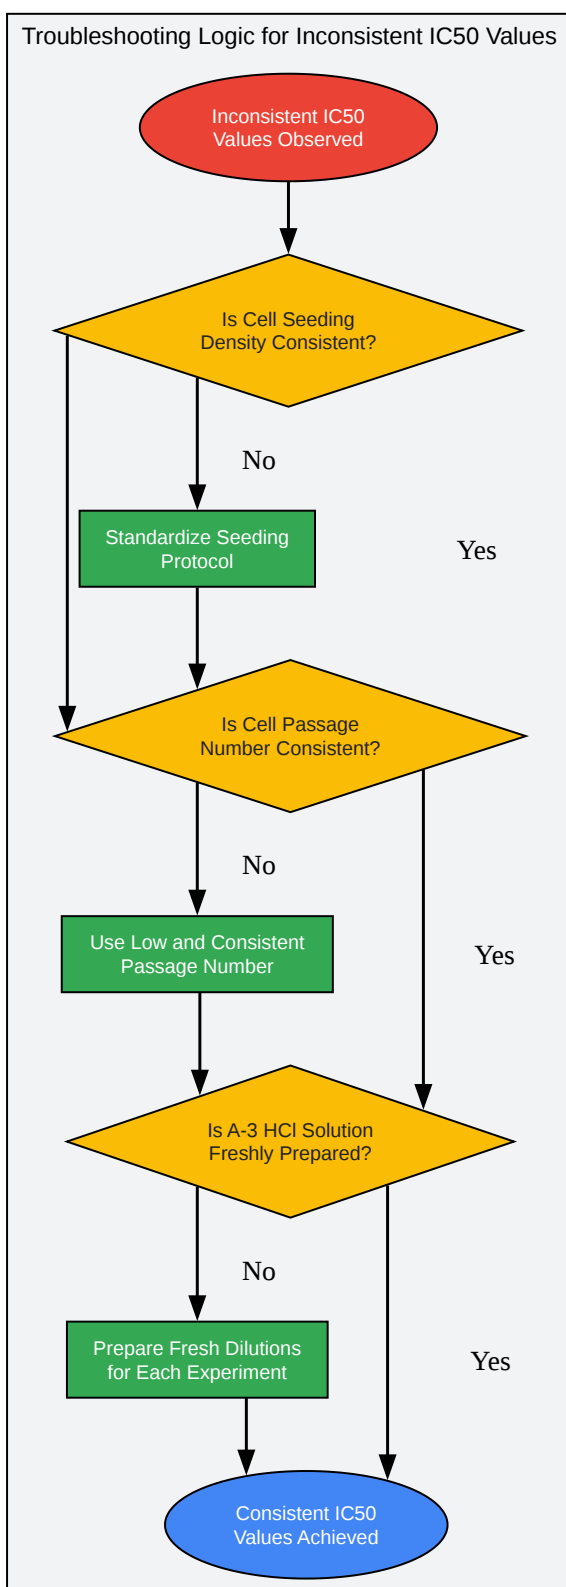 Troubleshooting Logic for Inconsistent IC50 Values
Inconsistent IC50
Values Observed
Is Cell Seeding
Density Consistent?
No
Standardize Seeding
Protocol
Yes
Is Cell Passage
Number Consistent?
No
Use Low and Consistent
Passage Number
Yes
Is A-3 HCl Solution
Freshly Prepared?
No
Prepare Fresh Dilutions
for Each Experiment
Yes
Consistent IC50
Values Achieved